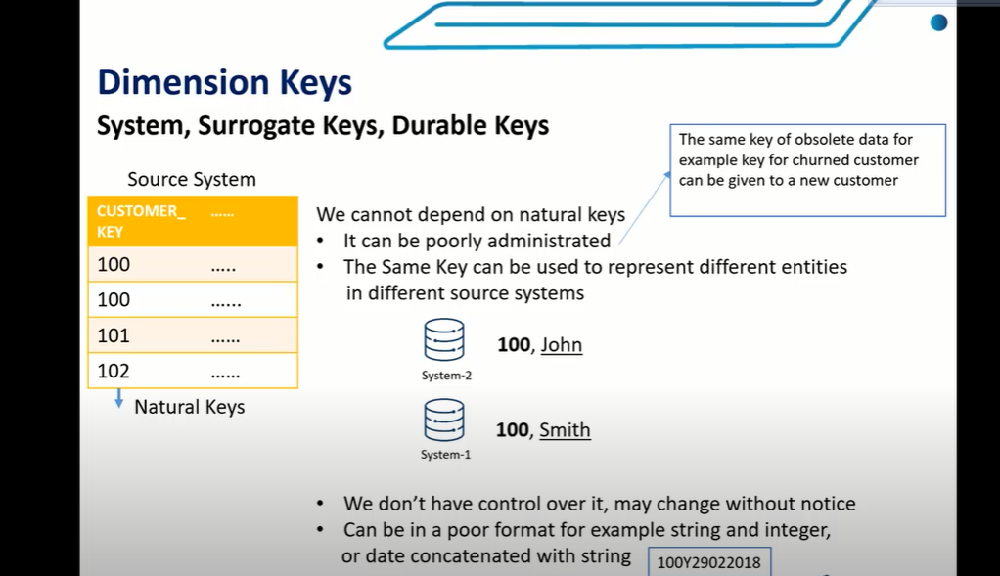 Dimension Keys
System, Surrogate Keys, Durable Keys
The same key of obsolete data for
example key for churned customer
can be given to a new customer
Source System
CUSTOMER_ ......
KEY
100 .....
100 ......
101 ......
102 ......
Natural Keys
We cannot depend on natural keys
• It can be poorly administrated
• The Same Key can be used to represent different entities
in different source systems
100, John
System-2
100, Smith
System-1
• We don’t have control over it, may change without notice
• Can be in a poor format for example string and integer,
or date concatenated with string
100Y29022018